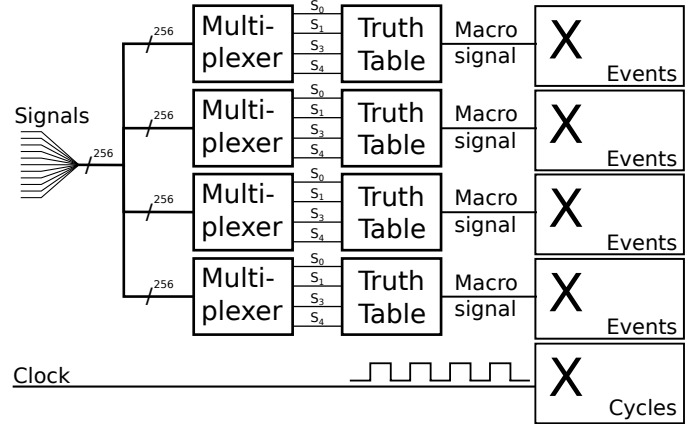 256
Multi-
plexer
S0
S1
S3
S4
Truth
Table
Macro
signal
X
Events
256
Multi-
plexer
S0
S1
S3
S4
Truth
Table
Macro
signal
X
Events
Signals
256
256
Multi-
plexer
S0
S1
S3
S4
Truth
Table
Macro
signal
X
Events
256
Multi-
plexer
S0
S1
S3
S4
Truth
Table
Macro
signal
X
Events
Clock
X
Cycles